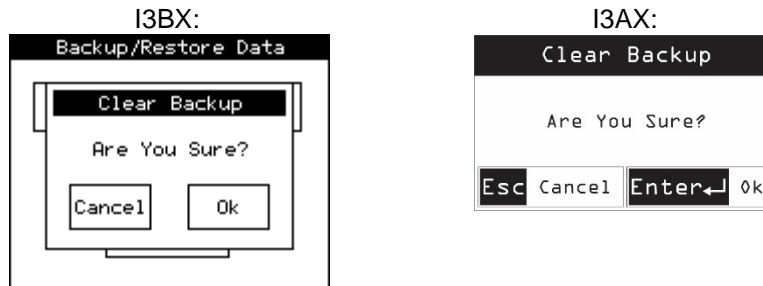 I3BX:
Backup/Restore Data
Clear Backup
Are You Sure?
Cancel Ok
I3AX:
Clear Backup
Are You Sure?
Esc Cancel Enter↵ Ok